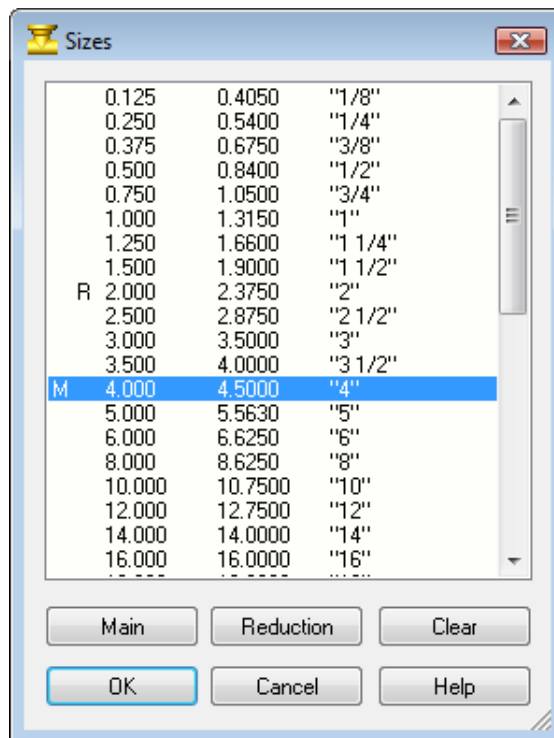 Sizes
0.125 0.4050 "1/8"
0.250 0.5400 "1/4"
0.375 0.6750 "3/8"
0.500 0.8400 "1/2"
0.750 1.0500 "3/4"
1.000 1.3150 "1"
1.250 1.6600 "1 1/4"
1.500 1.9000 "1 1/2"
R 2.000 2.3750 "2"
2.500 2.8750 "2 1/2"
3.000 3.5000 "3"
3.500 4.0000 "3 1/2"
M 4.000 4.5000 "4"
5.000 5.5630 "5"
6.000 6.6250 "6"
8.000 8.6250 "8"
10.000 10.7500 "10"
12.000 12.7500 "12"
14.000 14.0000 "14"
16.000 16.0000 "16"
Main Reduction Clear
OK Cancel Help